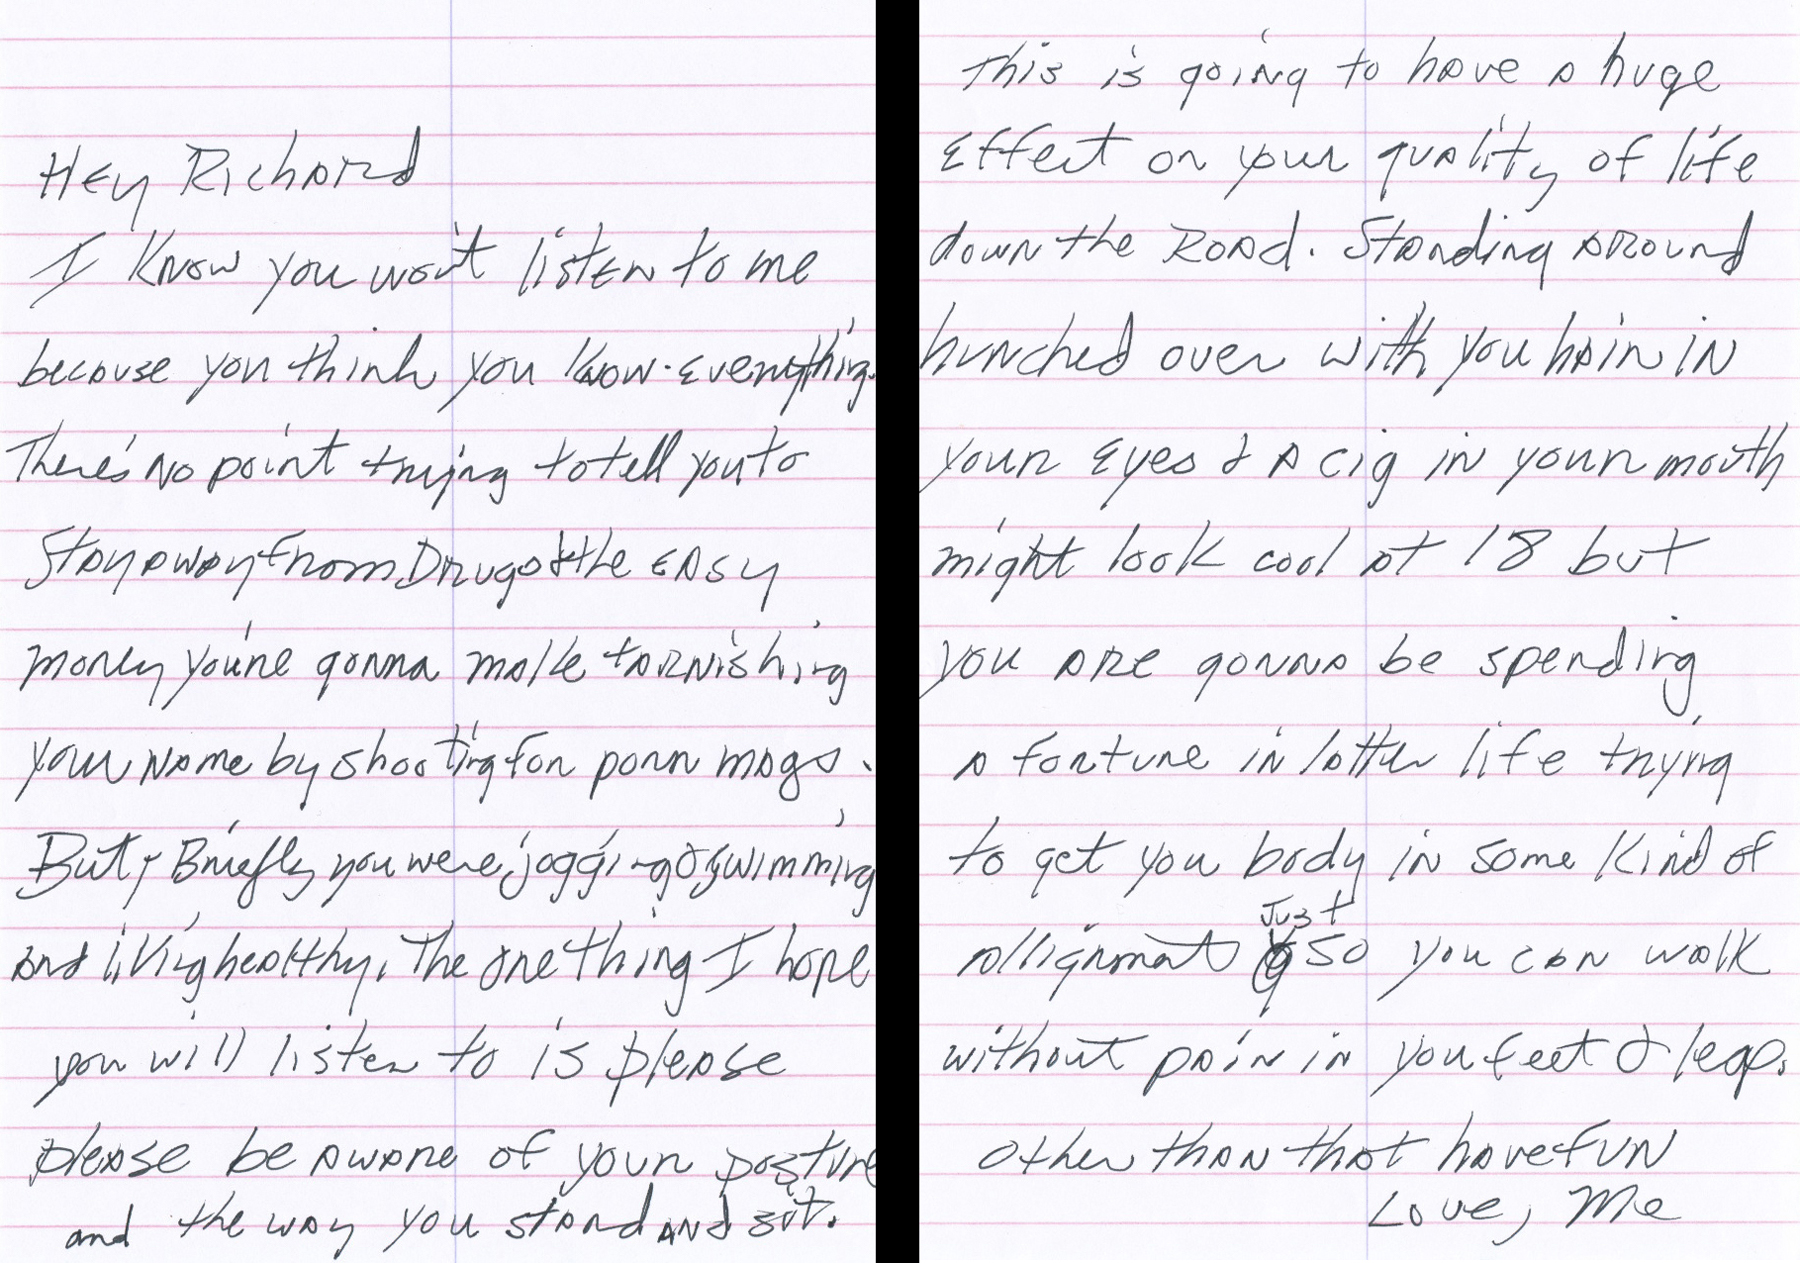 Hey Richard
I Know you won't listen to me
because you think you know everything.
There's no point trying to tell you to
Stay away from Drugs & the easy
money you're gonna make tarnishing
your name by shooting for porn mags.
But, Briefly you were jogging & swimming
and living healthy. The one thing I hope
you will listen to is please
please be aware of your posture
and the way you stand and sit.
This is going to have a huge
Effect on your quality of life
down the Road. Standing around
hunched over with you hair in
your Eyes & a cig in your mouth
might look cool at 18 but
you are gonna be spending
a fortune in latter life trying
to get you body in some kind of
Just
allignmant so you can walk
without pain in you feet & legs.
other than that have fun
Love, Me